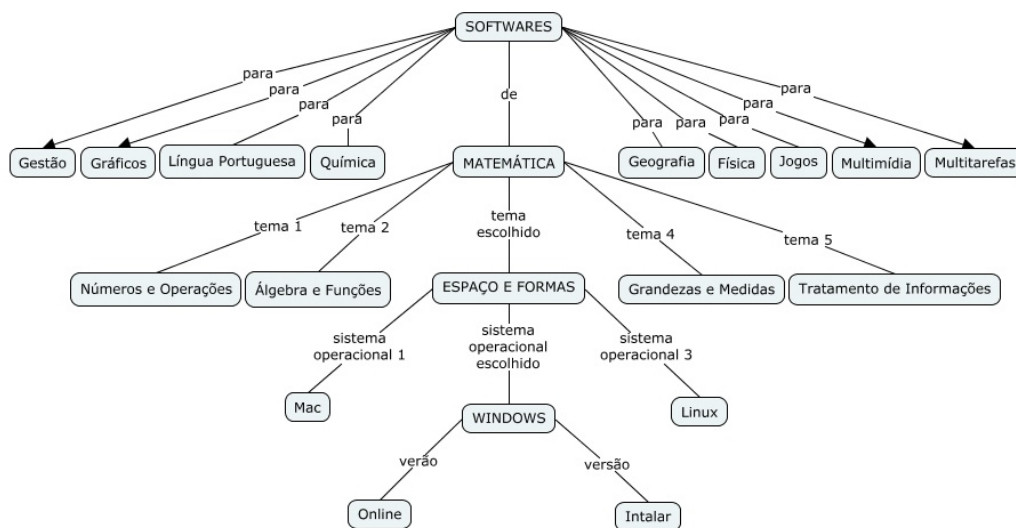 SOFTWARES
para
para
para
para
de
para
para
para
para
para
Gestão
Gráficos
Língua Portuguesa
Química
MATEMÁTICA
Geografia
Física
Jogos
Multimídia
Multitarefas
tema 1
tema 2
tema
escolhido
tema 4
tema 5
Números e Operações
Álgebra e Funções
ESPAÇO E FORMAS
Grandezas e Medidas
Tratamento de Informações
sistema
operacional 1
sistema
operacional
escolhido
sistema
operacional 3
Mac
WINDOWS
Linux
verão
versão
Online
Intalar